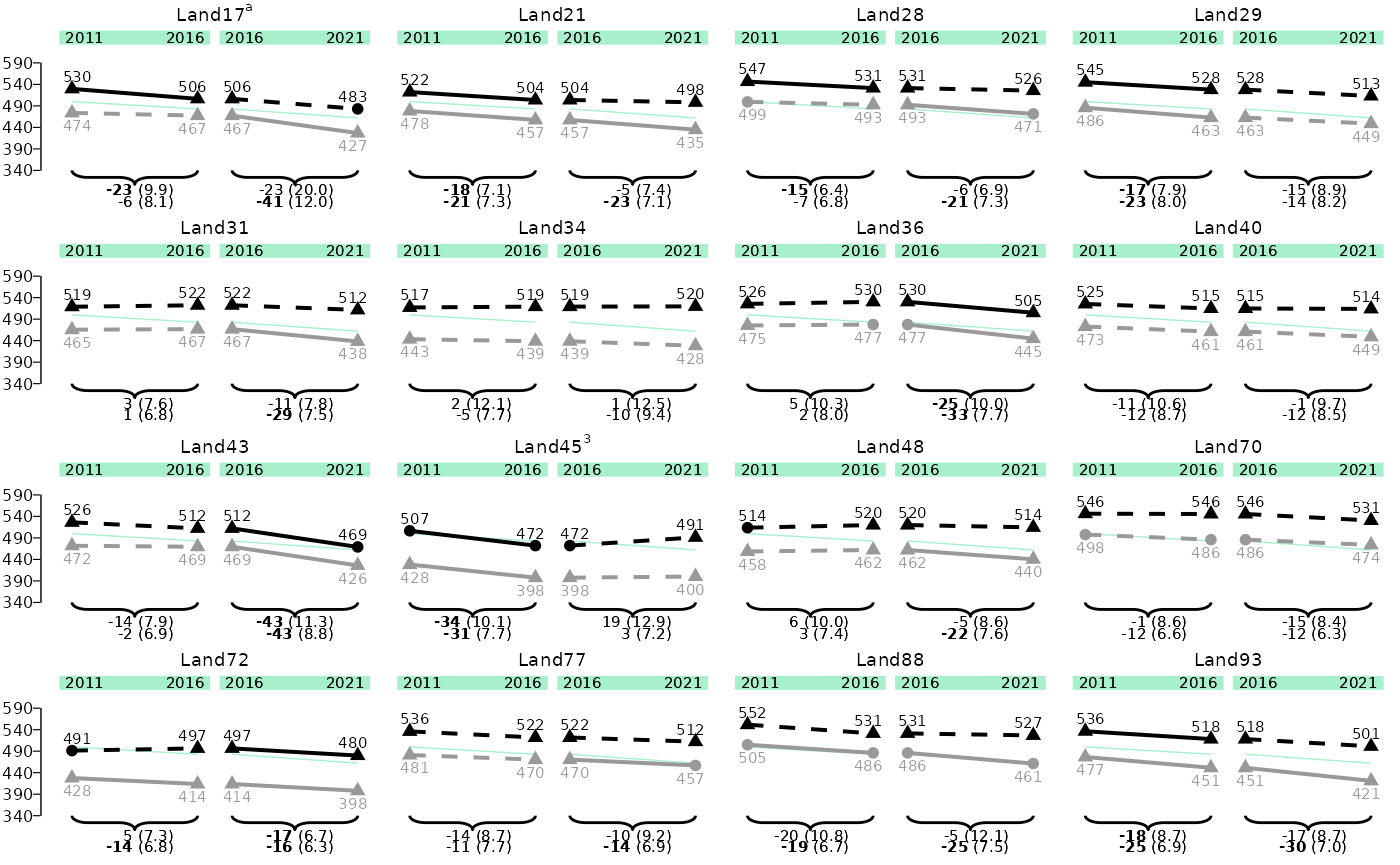 Land17a Land21 Land28 Land29
2011 2016 2016 2021 2011 2016 2016 2021 2011 2016 2016 2021 2011 2016 2016 2021
590
540
490
440
390
340
530 506 506 483 522 504 504 498 547 531 531 526 545 528 528 513
474 467 467 427 478 457 457 435 499 493 493 471 486 463 463 449
-23 (9.9) -23 (20.0) -18 (7.1) -5 (7.4) -15 (6.4) -6 (6.9) -17 (7.9) -15 (8.9)
-6 (8.1) -41 (12.0) -21 (7.3) -23 (7.1) -7 (6.8) -21 (7.3) -23 (8.0) -14 (8.2)
Land31 Land34 Land36 Land40
2011 2016 2016 2021 2011 2016 2016 2021 2011 2016 2016 2021 2011 2016 2016 2021
590
540
490
440
390
340
519 522 522 512 517 519 519 520 526 530 530 505 525 515 515 514
465 467 467 438 443 439 439 428 475 477 477 445 473 461 461 449
3 (7.6) -11 (7.8) 2 (12.1) 1 (12.5) 5 (10.3) -25 (10.0) -11 (10.6) -1 (9.7)
1 (6.8) -29 (7.5) -5 (7.7) -10 (9.4) 2 (8.0) -33 (7.7) -12 (8.7) -12 (8.5)
Land43 Land453 Land48 Land70
2011 2016 2016 2021 2011 2016 2016 2021 2011 2016 2016 2021 2011 2016 2016 2021
590
540
490
440
390
340
526 512 512 469 507 472 472 491 514 520 520 514 546 546 546 531
472 469 469 426 428 398 398 400 458 462 462 440 498 486 486 474
-14 (7.9) -43 (11.3) -34 (10.1) 19 (12.9) 6 (10.0) -5 (8.6) -1 (8.6) -15 (8.4)
-2 (6.9) -43 (8.8) -31 (7.7) 3 (7.2) 3 (7.4) -22 (7.6) -12 (6.6) -12 (6.3)
Land72 Land77 Land88 Land93
2011 2016 2016 2021 2011 2016 2016 2021 2011 2016 2016 2021 2011 2016 2016 2021
590
540
490
440
390
340
491 497 497 480 536 522 522 512 552 531 531 527 536 518 518 501
428 414 414 398 481 470 470 457 505 486 486 461 477 451 451 421
5 (7.3) -17 (6.7) -14 (8.7) -10 (9.2) -20 (10.8) -5 (12.1) -18 (8.7) -17 (8.7)
-14 (6.8) -16 (6.3) -11 (7.7) -14 (6.9) -19 (6.7) -25 (7.5) -25 (6.9) -30 (7.0)